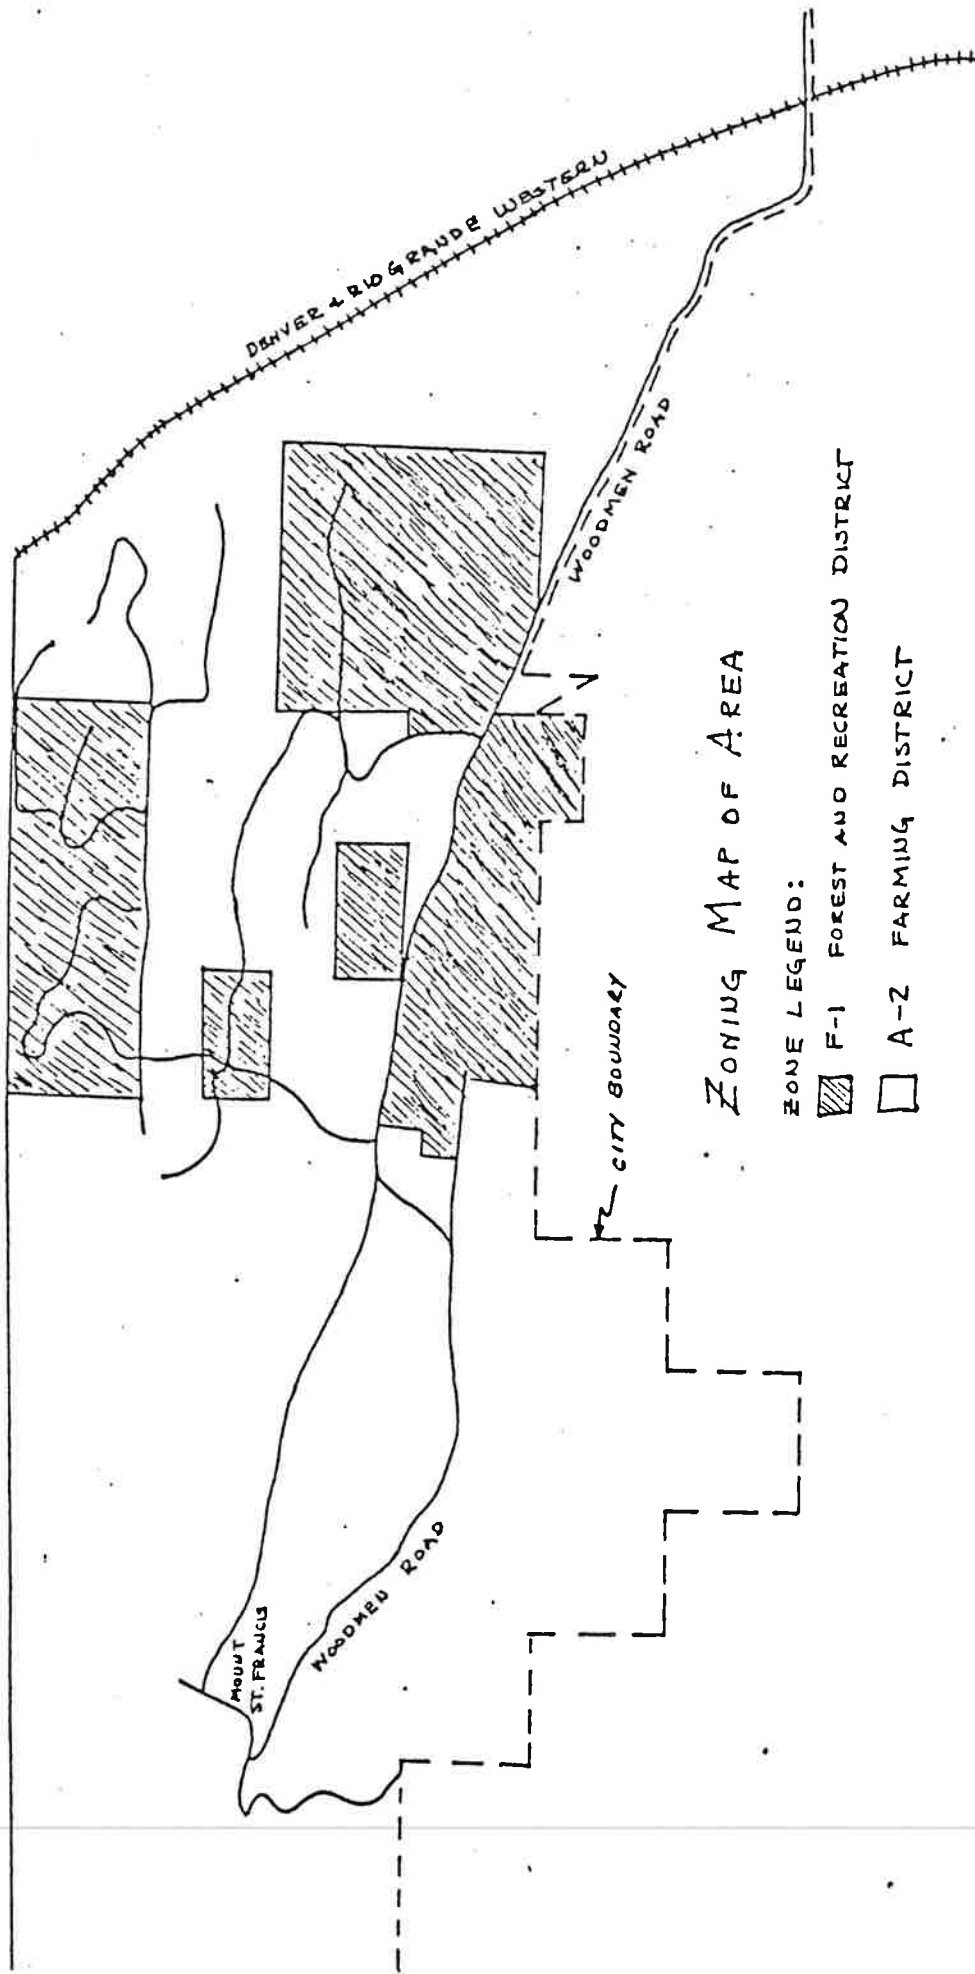 DENVER & RIO GRANDE WESTERN
WOODMEN ROAD
MOUNT
ST. FRANCIS
WOODMEN ROAD
CITY BOUNDARY
ZONING MAP OF AREA
ZONE LEGEND:
F-1 FOREST AND RECREATION DISTRICT
A-2 FARMING DISTRICT